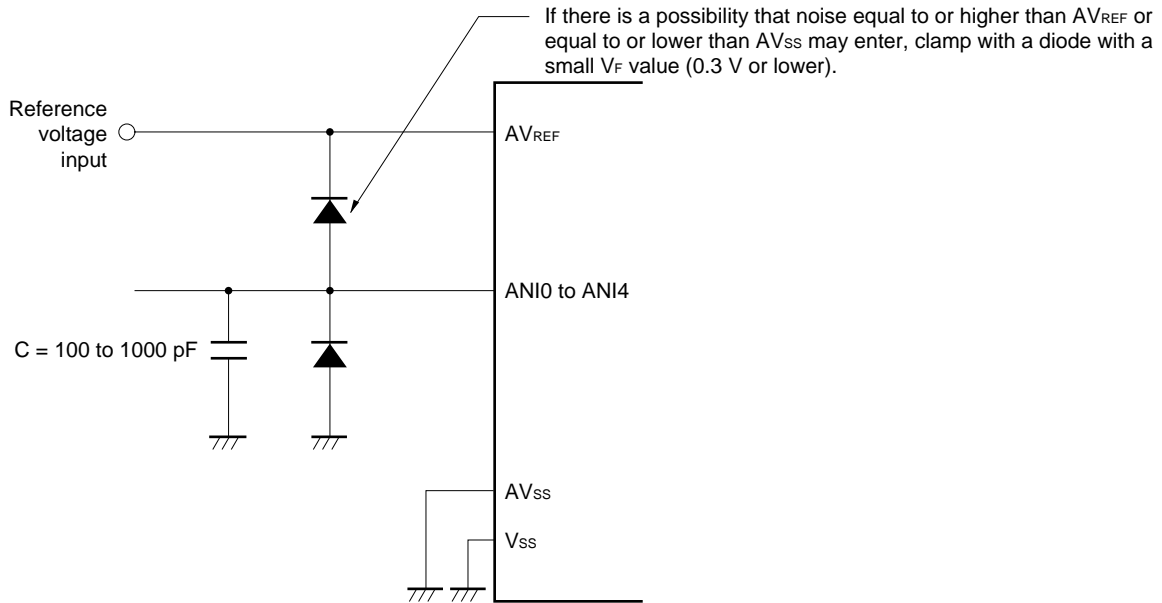 If there is a possibility that noise equal to or higher than AVREF or
equal to or lower than AVSS may enter, clamp with a diode with a
small VF value (0.3 V or lower).
Reference
voltage
input
AVREF
ANI0 to ANI4
C = 100 to 1000 pF
AVSS
VSS